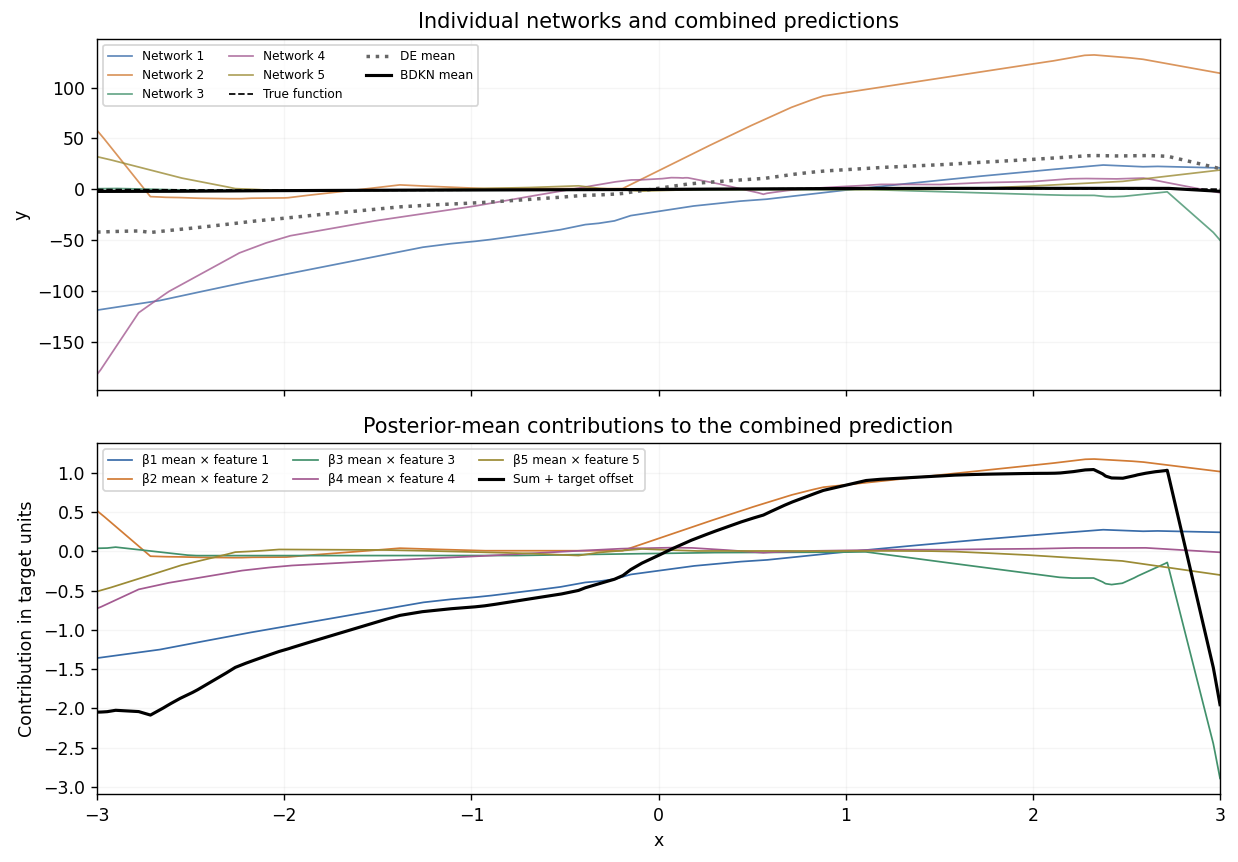 Individual networks and combined predictions
Network 1
Network 2
Network 3
Network 4
Network 5
True function
DE mean
BDKN mean
y
100
50
0
−50
−100
−150
Posterior-mean contributions to the combined prediction
β1 mean × feature 1
β2 mean × feature 2
β3 mean × feature 3
β4 mean × feature 4
β5 mean × feature 5
Sum + target offset
Contribution in target units
1.0
0.5
0.0
−0.5
−1.0
−1.5
−2.0
−2.5
−3.0
−3 −2 −1 0 1 2 3
x